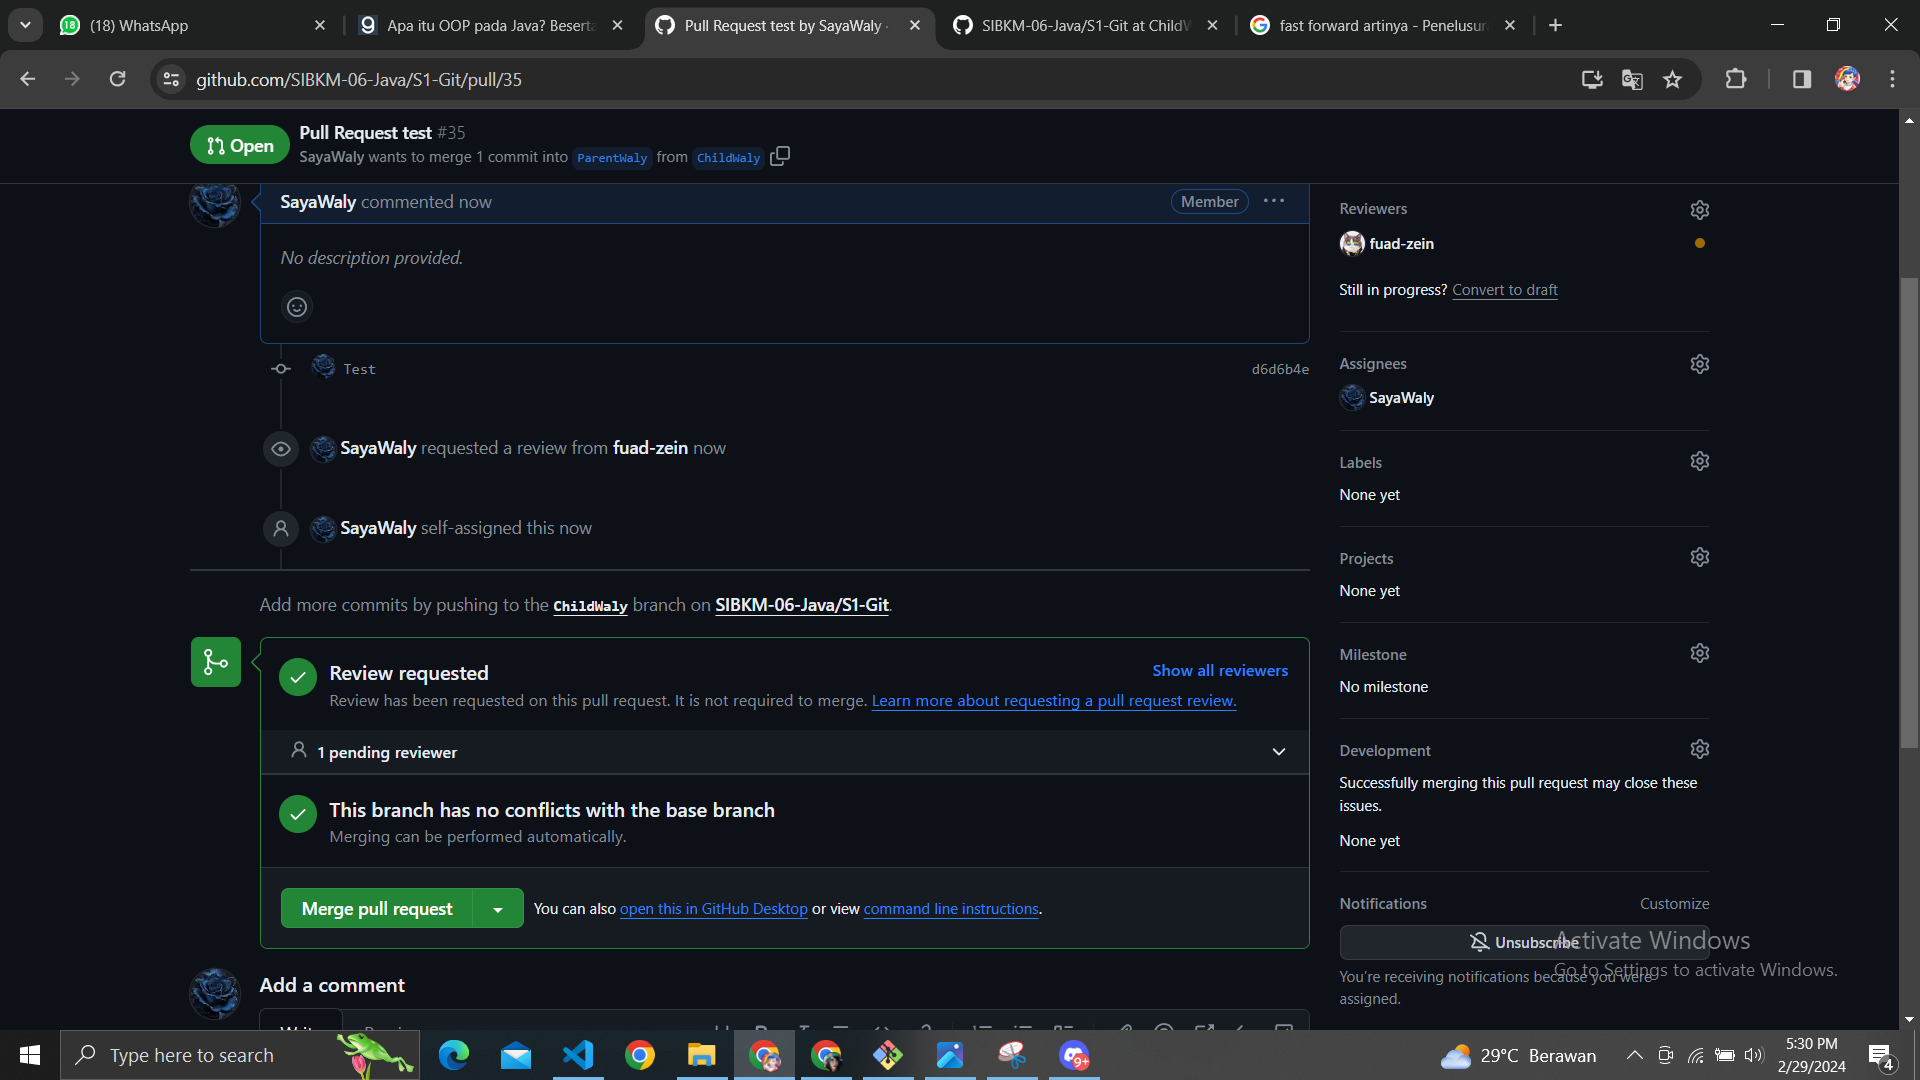 (18) WhatsApp
Apa itu OOP pada Java? Beserta
Pull Request test by SayaWaly ·
SIBKM-06-Java/S1-Git at ChildW
fast forward artinya - Penelusur
github.com/SIBKM-06-Java/S1-Git/pull/35
Open
Pull Request test #35
SayaWaly wants to merge 1 commit into ParentWaly from ChildWaly
SayaWaly commented now
Member
No description provided.
Test
d6d6b4e
SayaWaly requested a review from fuad-zein now
SayaWaly self-assigned this now
Add more commits by pushing to the ChildWaly branch on SIBKM-06-Java/S1-Git.
Review requested
Show all reviewers
Review has been requested on this pull request. It is not required to merge. Learn more about requesting a pull request review.
1 pending reviewer
This branch has no conflicts with the base branch
Merging can be performed automatically.
Merge pull request
You can also open this in GitHub Desktop or view command line instructions.
Add a comment
Reviewers
fuad-zein
Still in progress? Convert to draft
Assignees
SayaWaly
Labels
None yet
Projects
None yet
Milestone
No milestone
Development
Successfully merging this pull request may close these
issues.
None yet
Notifications
Customize
Unsubscribe
You're receiving notifications because you were
assigned.
Activate Windows
Go to Settings to activate Windows.
Type here to search
9+
29°C Berawan
5:30 PM
2/29/2024
4